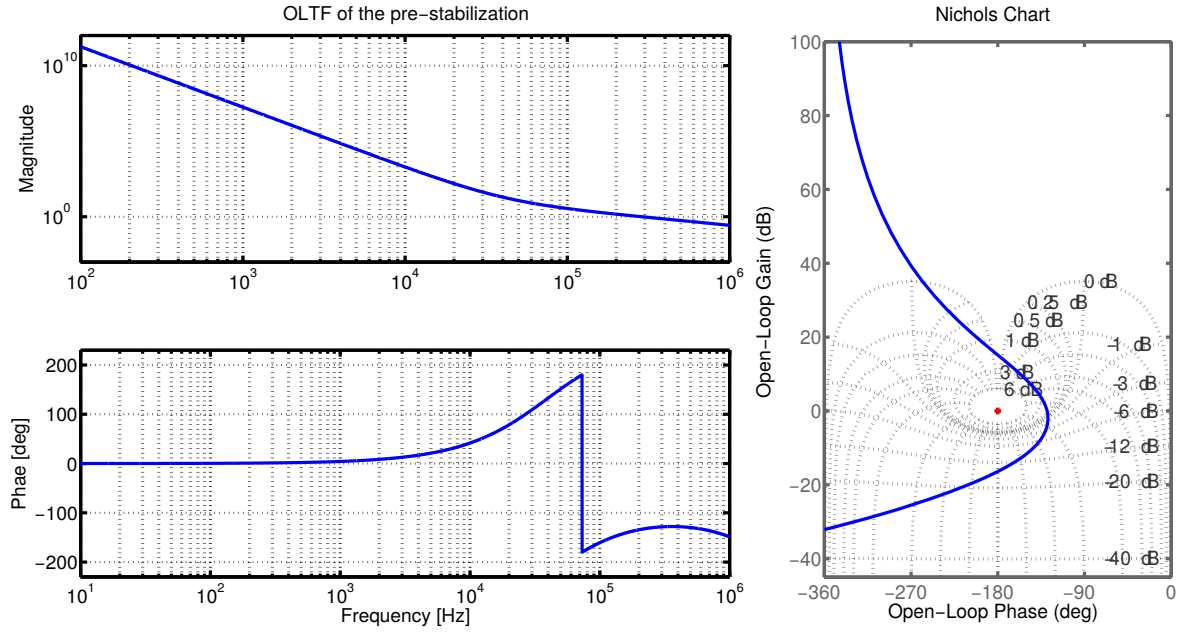 OLTF of the pre−stabilization
Magnitude
10^10
10^0
10^2 10^3 10^4 10^5 10^6
Phae [deg]
200
100
0
−100
−200
10^1 10^2 10^3 10^4 10^5 10^6
Frequency [Hz]
Nichols Chart
Open−Loop Gain (dB)
100
80
60
40
20
0
−20
−40
0 dB
0.25 dB
0.5 dB
1 dB
−1 dB
3 dB
−3 dB
6 dB
−6 dB
−12 dB
−20 dB
−40 dB
−360 −270 −180 −90 0
Open−Loop Phase (deg)